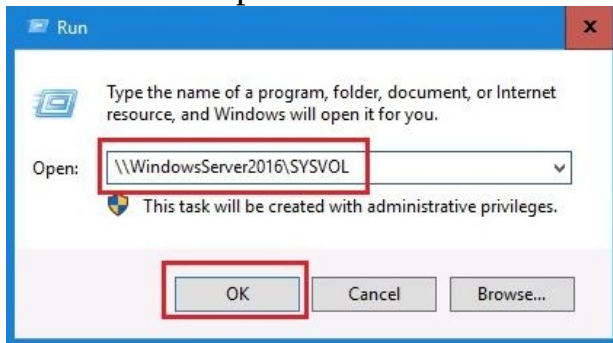 Run
x
Type the name of a program, folder, document, or Internet
resource, and Windows will open it for you.
Open: \\WindowsServer2016\SYSVOL
This task will be created with administrative privileges.
OK Cancel Browse...